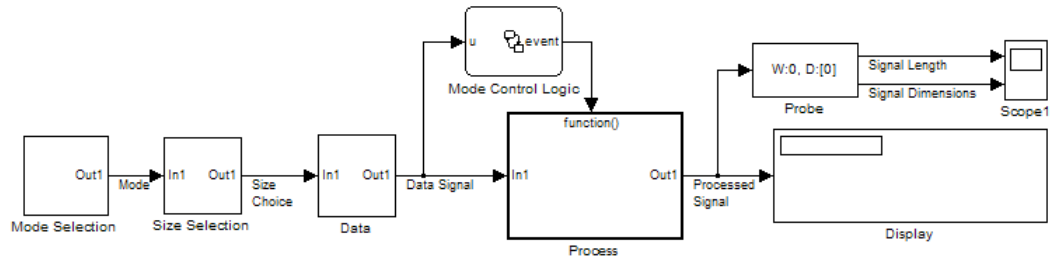 u
event
Mode Control Logic
W:0, D:[0]
Probe
Signal Length
Signal Dimensions
Scope1
Out1
Mode
Mode Selection
In1
Out1
Size
Choice
Size Selection
In1
Out1
Data Signal
Data
function()
In1
Out1
Process
Processed
Signal
Display